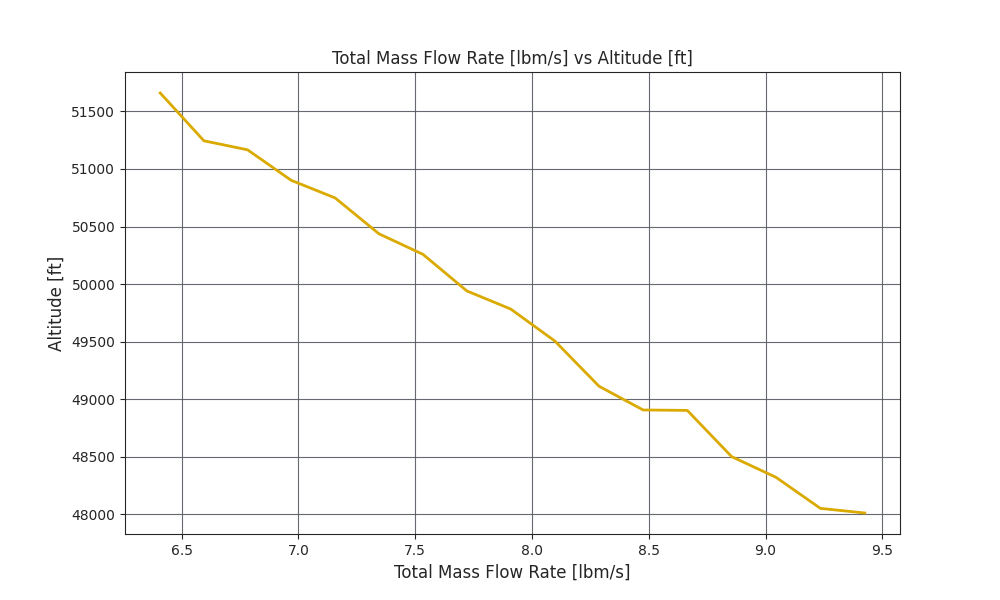 Total Mass Flow Rate [lbm/s] vs Altitude [ft]
51500
51000
50500
50000
49500
49000
48500
48000
Altitude [ft]
6.5 7.0 7.5 8.0 8.5 9.0 9.5
Total Mass Flow Rate [lbm/s]